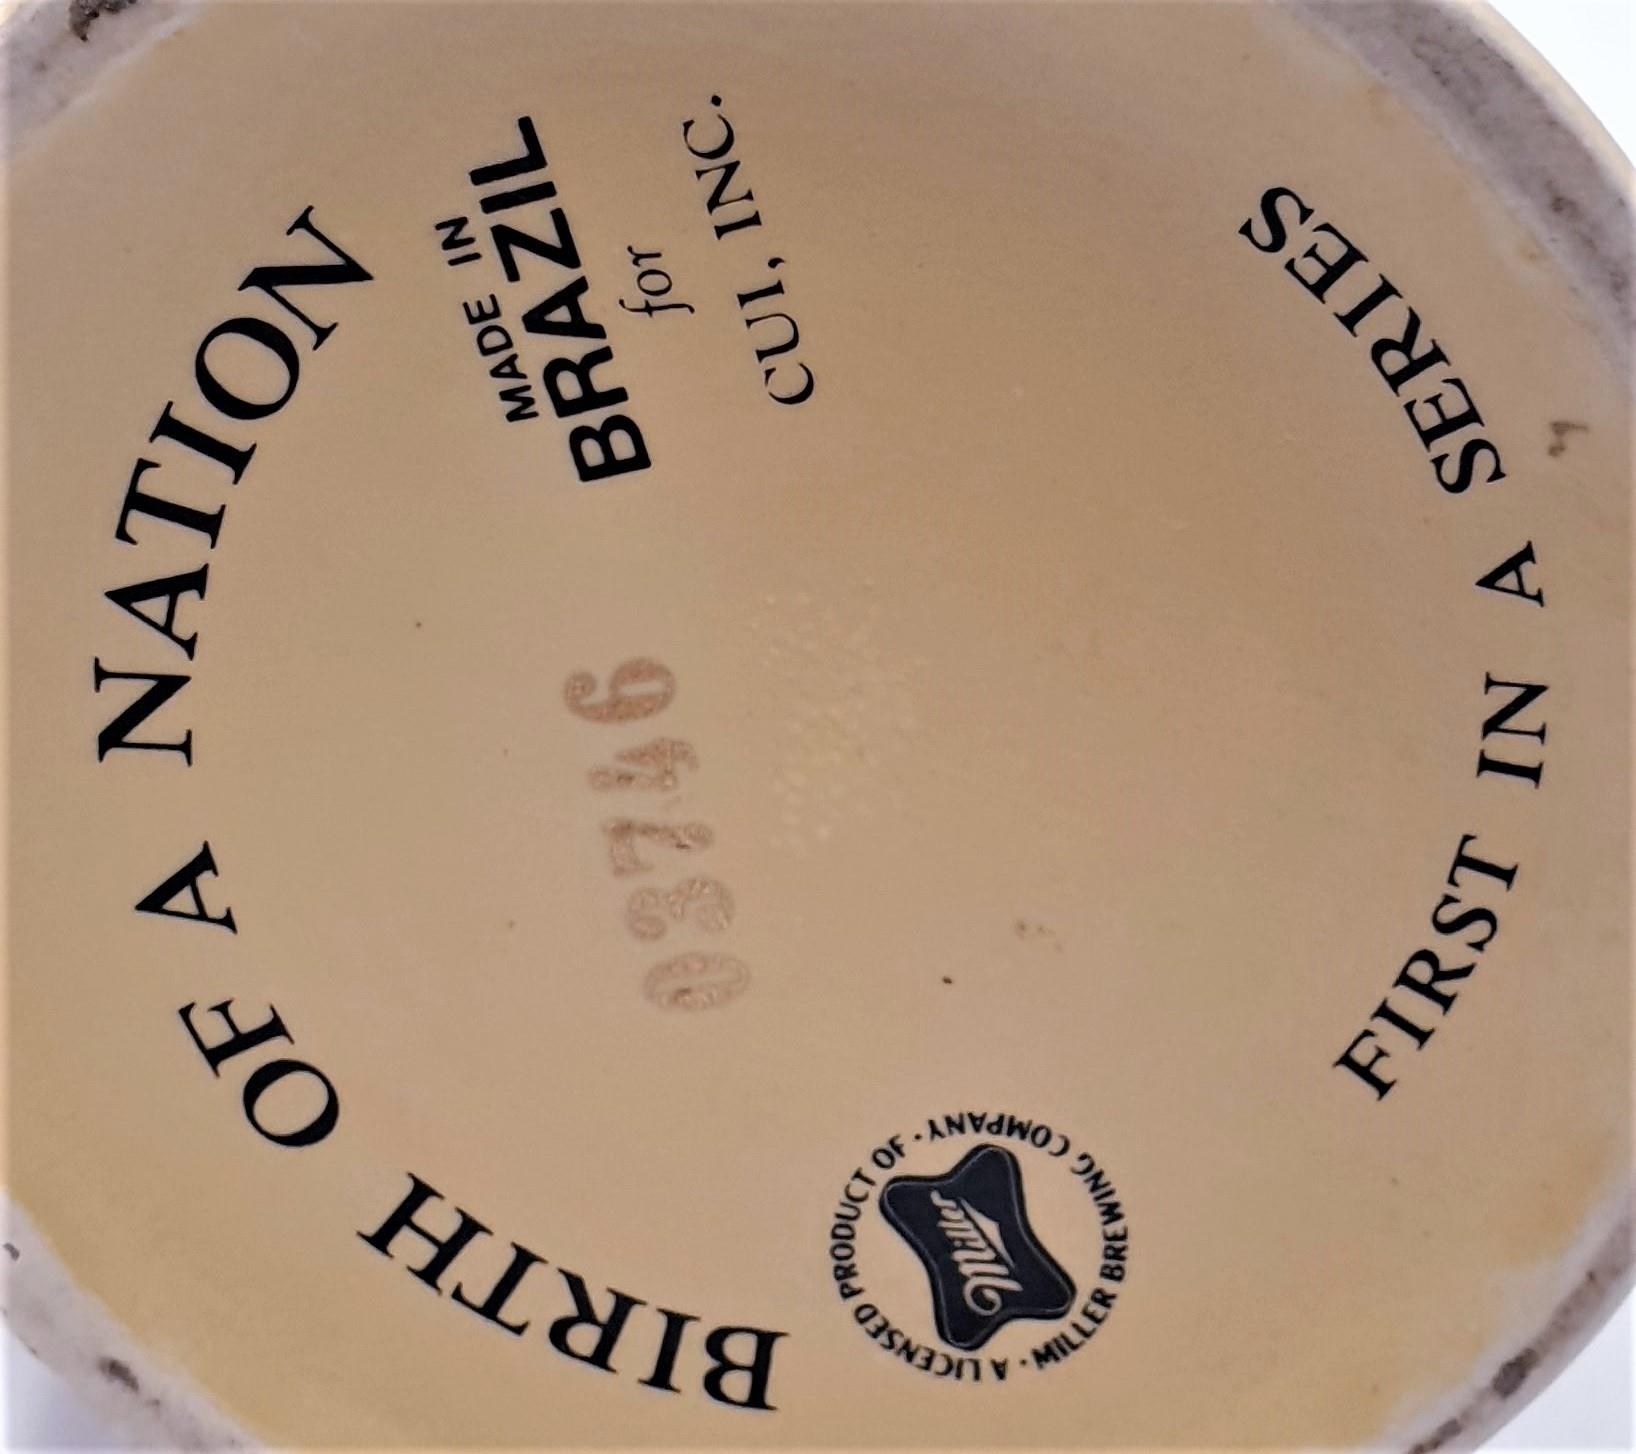 BIRTH OF A NATION
MADE IN
BRAZIL
for
CUI, INC.
03746
A LICENSED PRODUCT OF · MILLER BREWING COMPANY ·
Miller
FIRST IN A SERIES